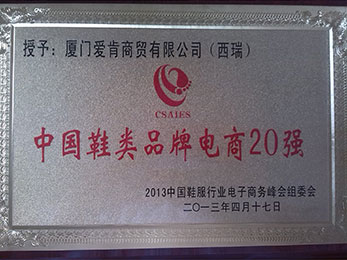 授予：厦门爱肯商贸有限公司（西瑞）
CSAIES
中国鞋类品牌电商20强
2013中国鞋服行业电子商务峰会组委会
二〇一三年四月十七日